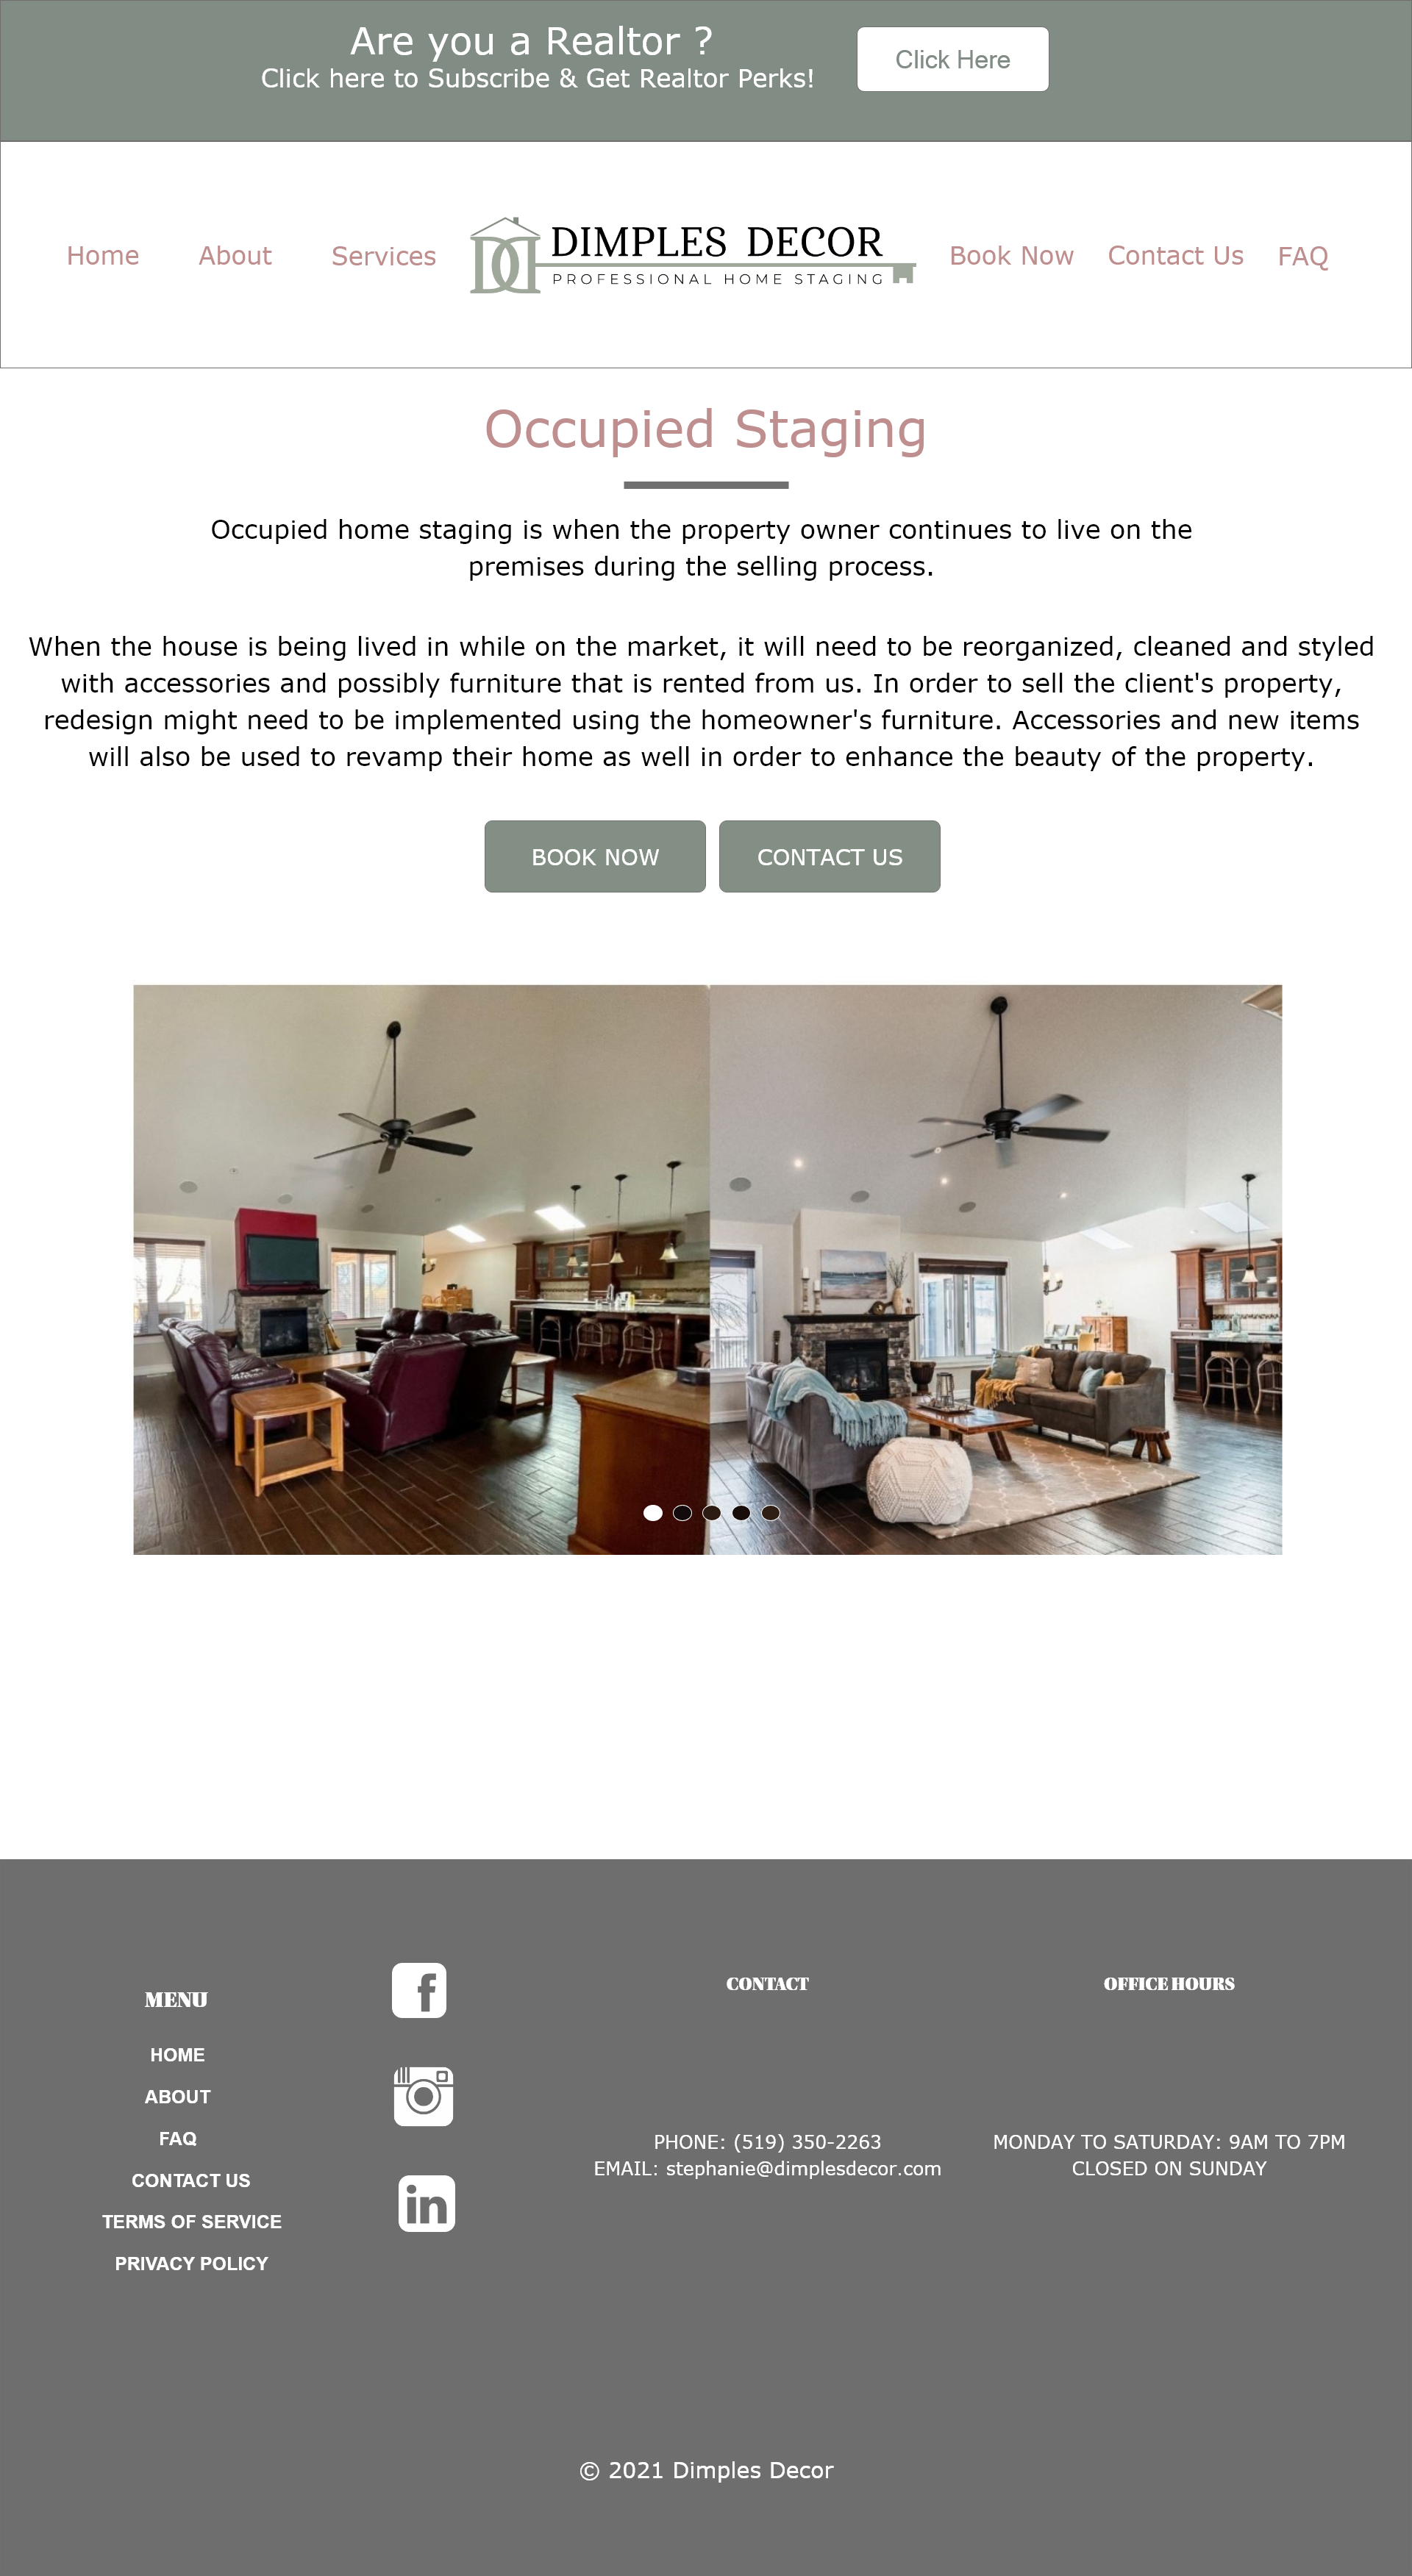 Are you a Realtor ?
Click here to Subscribe & Get Realtor Perks!
Click Here
Home
About
Services
DIMPLES DECOR
PROFESSIONAL HOME STAGING
Book Now
Contact Us
FAQ
Occupied Staging
Occupied home staging is when the property owner continues to live on the
premises during the selling process.
When the house is being lived in while on the market, it will need to be reorganized, cleaned and styled
with accessories and possibly furniture that is rented from us. In order to sell the client's property,
redesign might need to be implemented using the homeowner's furniture. Accessories and new items
will also be used to revamp their home as well in order to enhance the beauty of the property.
BOOK NOW
CONTACT US
MENU
HOME
ABOUT
FAQ
CONTACT US
TERMS OF SERVICE
PRIVACY POLICY
CONTACT
PHONE: (519) 350-2263
EMAIL: stephanie@dimplesdecor.com
OFFICE HOURS
MONDAY TO SATURDAY: 9AM TO 7PM
CLOSED ON SUNDAY
© 2021 Dimples Decor